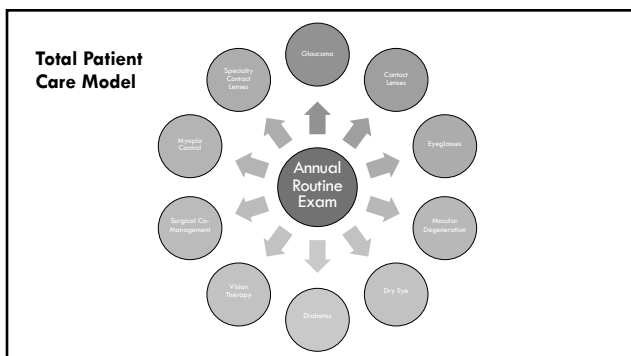 Total Patient
Care Model
Glaucoma
Contact
Lenses
Eyeglasses
Macular
Degeneration
Dry Eye
Diabetes
Vision
Therapy
Surgical Co-
Management
Myopia
Control
Specialty
Contact
Lenses
Annual
Routine
Exam